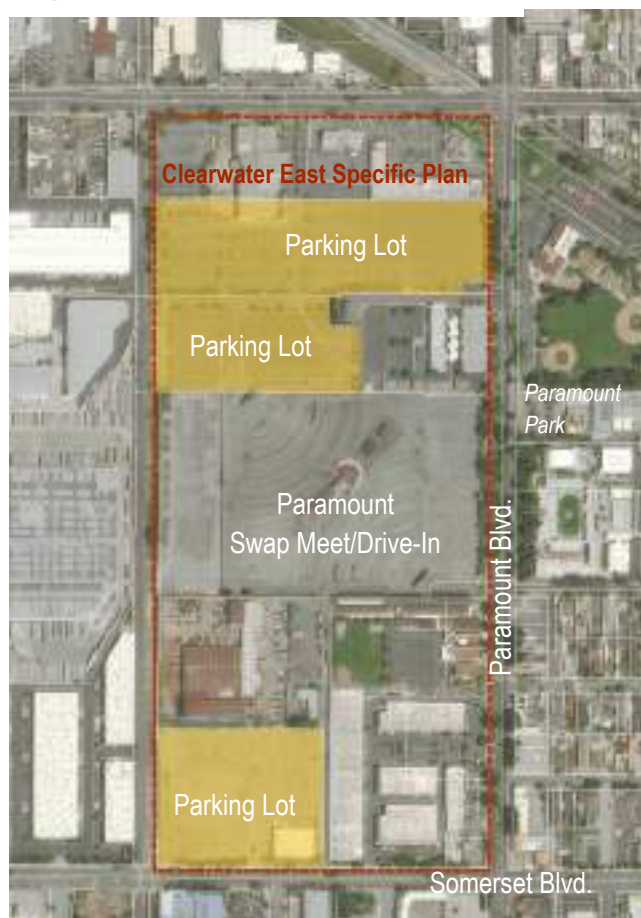 Clearwater East Specific Plan
Parking Lot
Parking Lot
Paramount
Park
Paramount
Swap Meet/Drive-In
Paramount Blvd.
Parking Lot
Somerset Blvd.